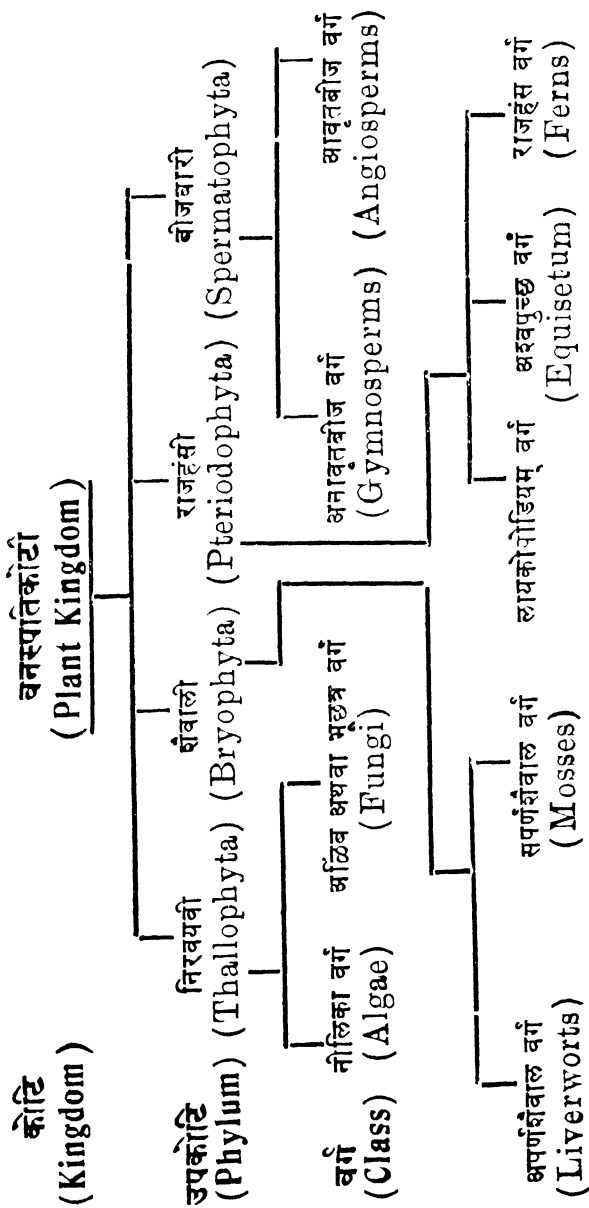 कोटि
(Kingdom)
वनस्पतिकोटी
(Plant Kingdom)
उपकोटि
(Phylum)
निरवयवी
(Thallophyta)
शैवाली
(Bryophyta)
राजहंसी
(Pteriodophyta)
बीजधारी
(Spermatophyta)
वर्ग
(Class)
नीलिका वर्ग
(Algae)
अळिंब अथवा भूछत्र वर्ग
(Fungi)
अनावृतबीज वर्ग
(Gymnosperms)
आवृतबीज वर्ग
(Angiosperms)
अपर्णशैवाल वर्ग
(Liverworts)
सपर्णशैवाल वर्ग
(Mosses)
लायकोपोडियम् वर्ग
अश्वपुच्छ वर्ग
(Equisetum)
राजहंस वर्ग
(Ferns)